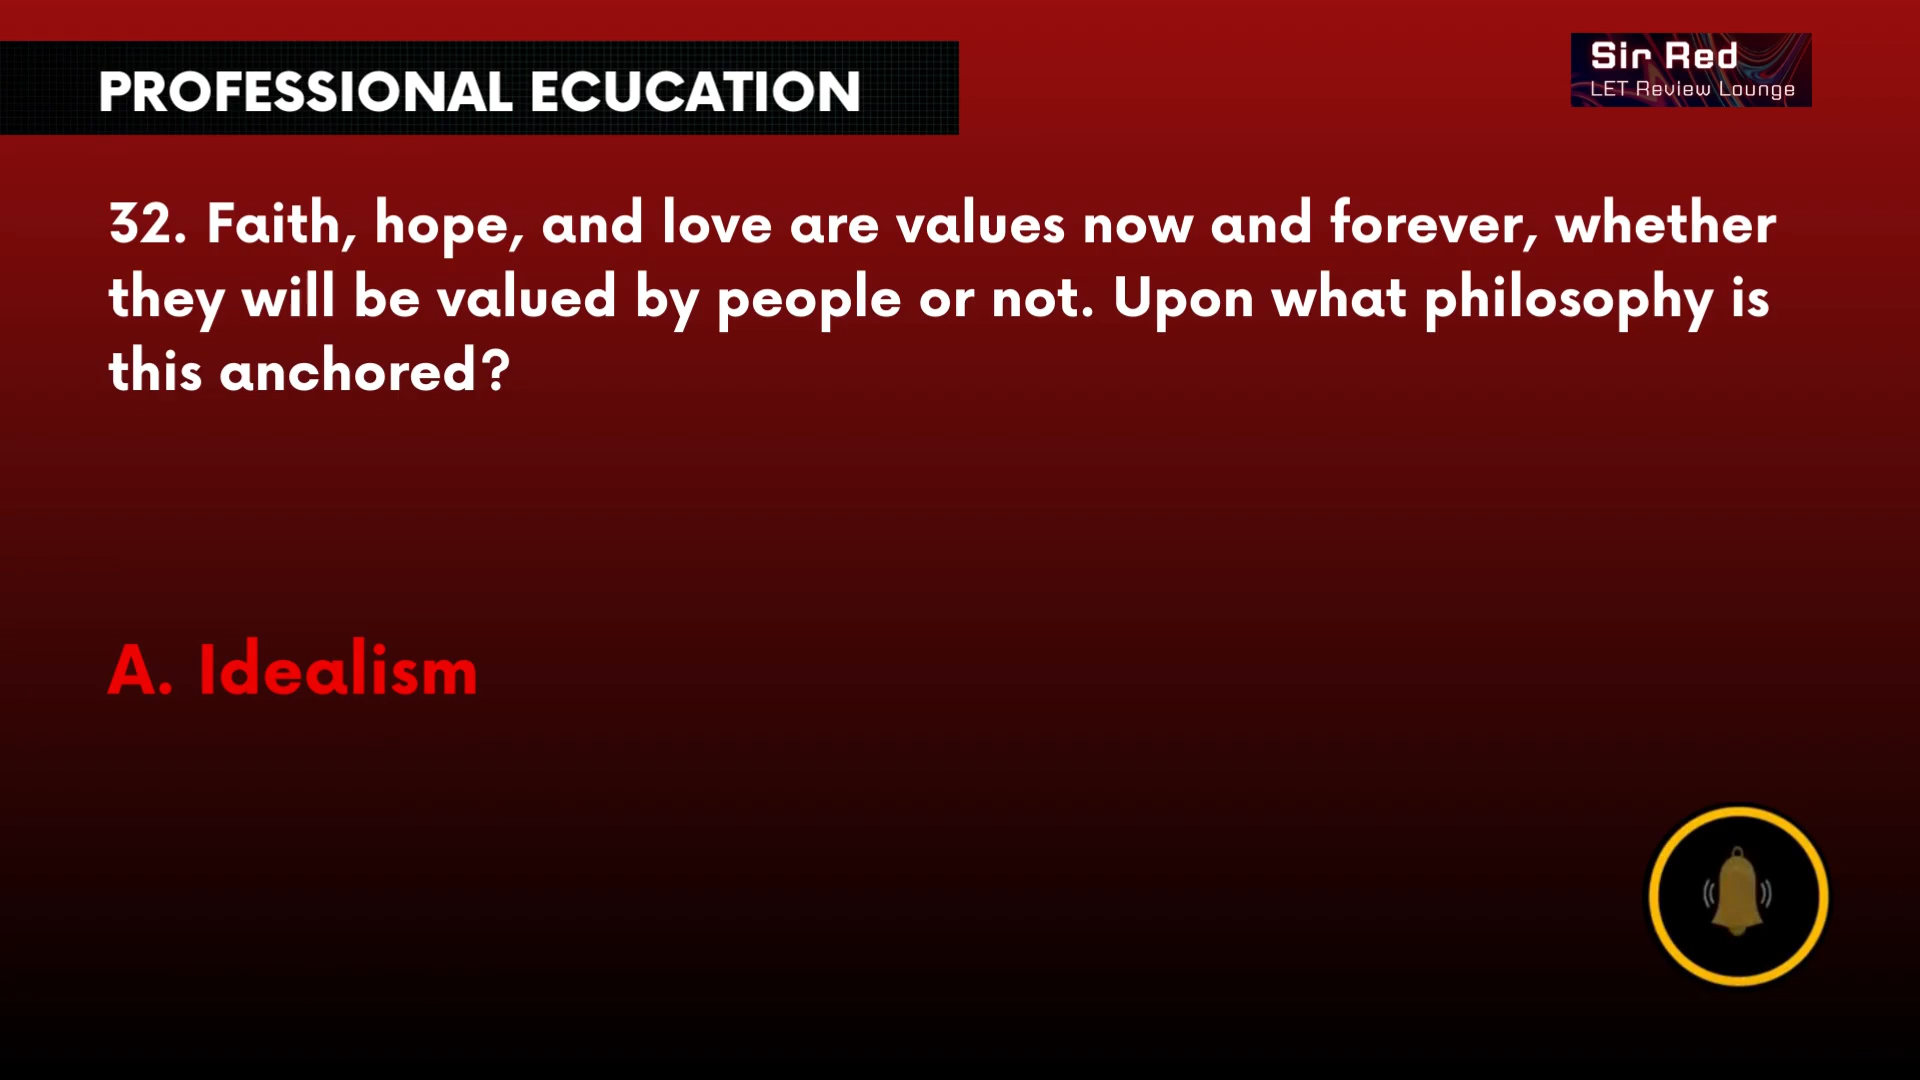 PROFESSIONAL ECUCATION
Sir Red
LET Review Lounge
32. Faith, hope, and love are values now and forever, whether
they will be valued by people or not. Upon what philosophy is
this anchored?
A. Idealism